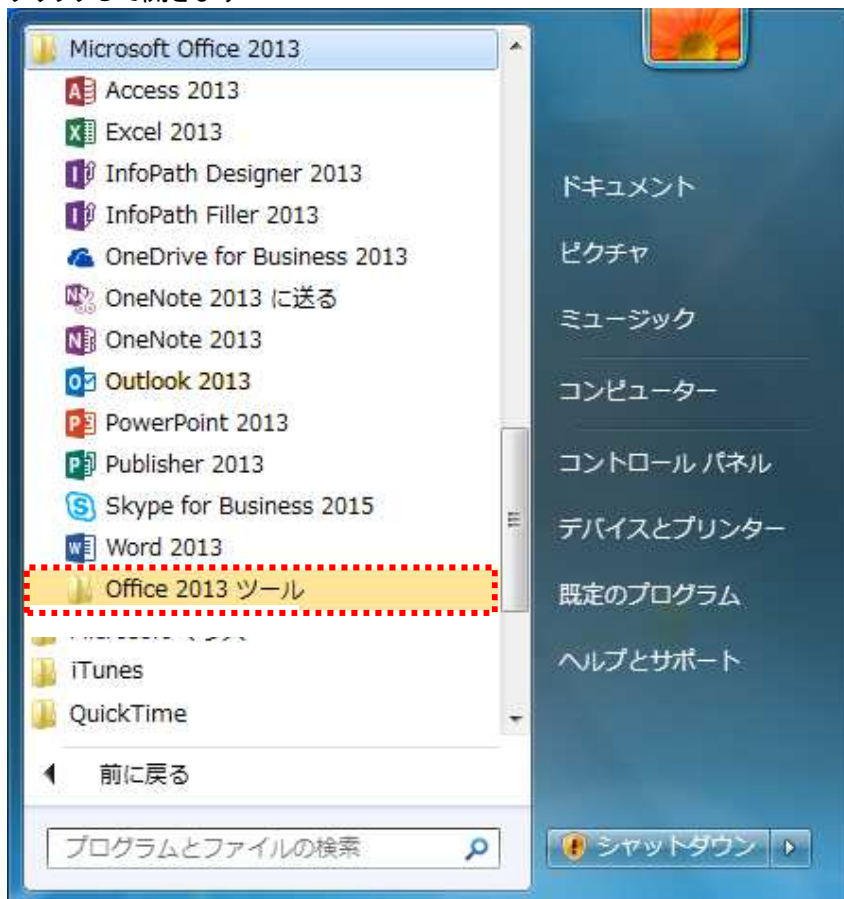 Microsoft Office 2013
Access 2013
Excel 2013
InfoPath Designer 2013
InfoPath Filler 2013
OneDrive for Business 2013
OneNote 2013 に送る
OneNote 2013
Outlook 2013
PowerPoint 2013
Publisher 2013
Skype for Business 2015
Word 2013
Office 2013 ツール
iTunes
QuickTime
前に戻る
プログラムとファイルの検索
ドキュメント
ピクチャ
ミュージック
コンピューター
コントロール パネル
デバイスとプリンター
既定のプログラム
ヘルプとサポート
シャットダウン